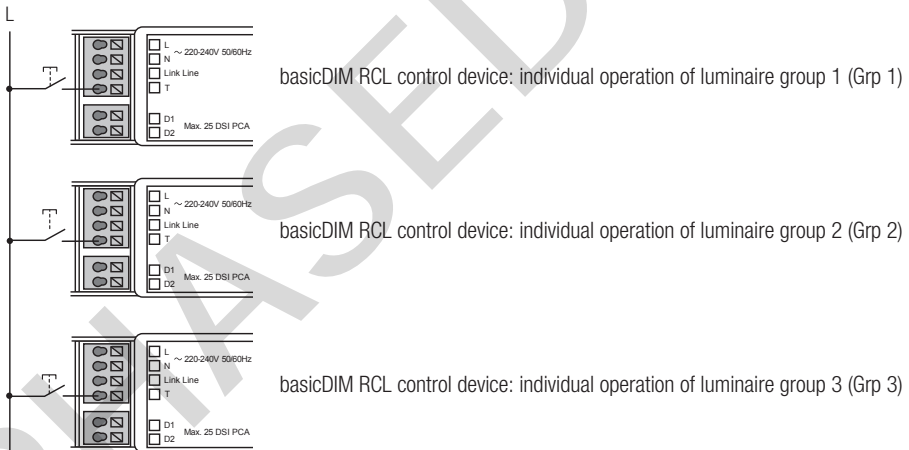 L
L
~ 220-240V 50/60Hz
N
Link Line
T
D1
Max. 25 DSI PCA
D2
basicDIM RCL control device: individual operation of luminaire group 1 (Grp 1)
L
~ 220-240V 50/60Hz
N
Link Line
T
D1
Max. 25 DSI PCA
D2
basicDIM RCL control device: individual operation of luminaire group 2 (Grp 2)
L
~ 220-240V 50/60Hz
N
Link Line
T
D1
Max. 25 DSI PCA
D2
basicDIM RCL control device: individual operation of luminaire group 3 (Grp 3)
PHASED